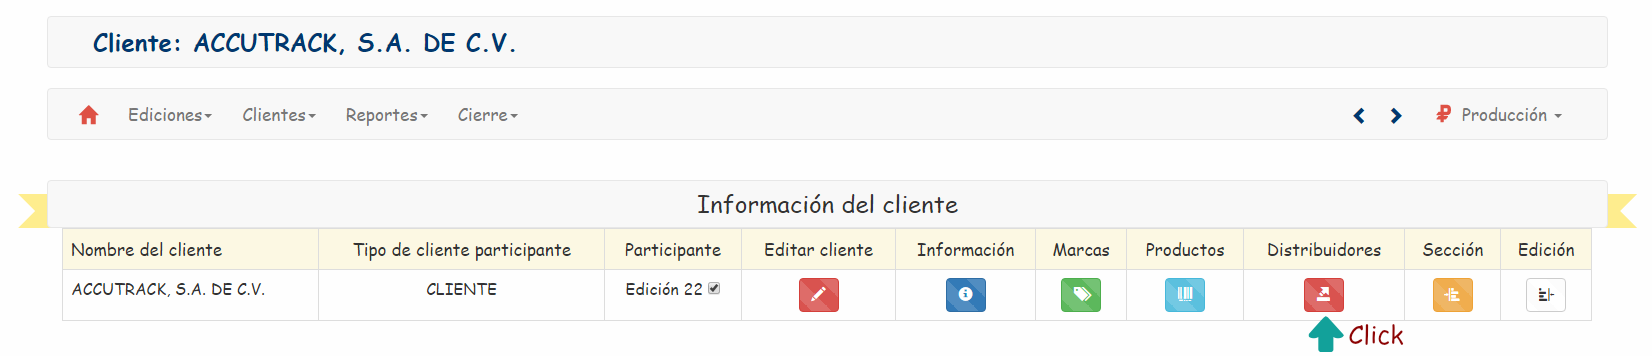 Cliente: ACCUTRACK, S.A. DE C.V.
Ediciones Clientes Reportes Cierre Producción
Información del cliente
Nombre del cliente Tipo de cliente participante Participante Editar cliente Información Marcas Productos Distribuidores Sección Edición
ACCUTRACK, S.A. DE C.V. CLIENTE Edición 22
Click